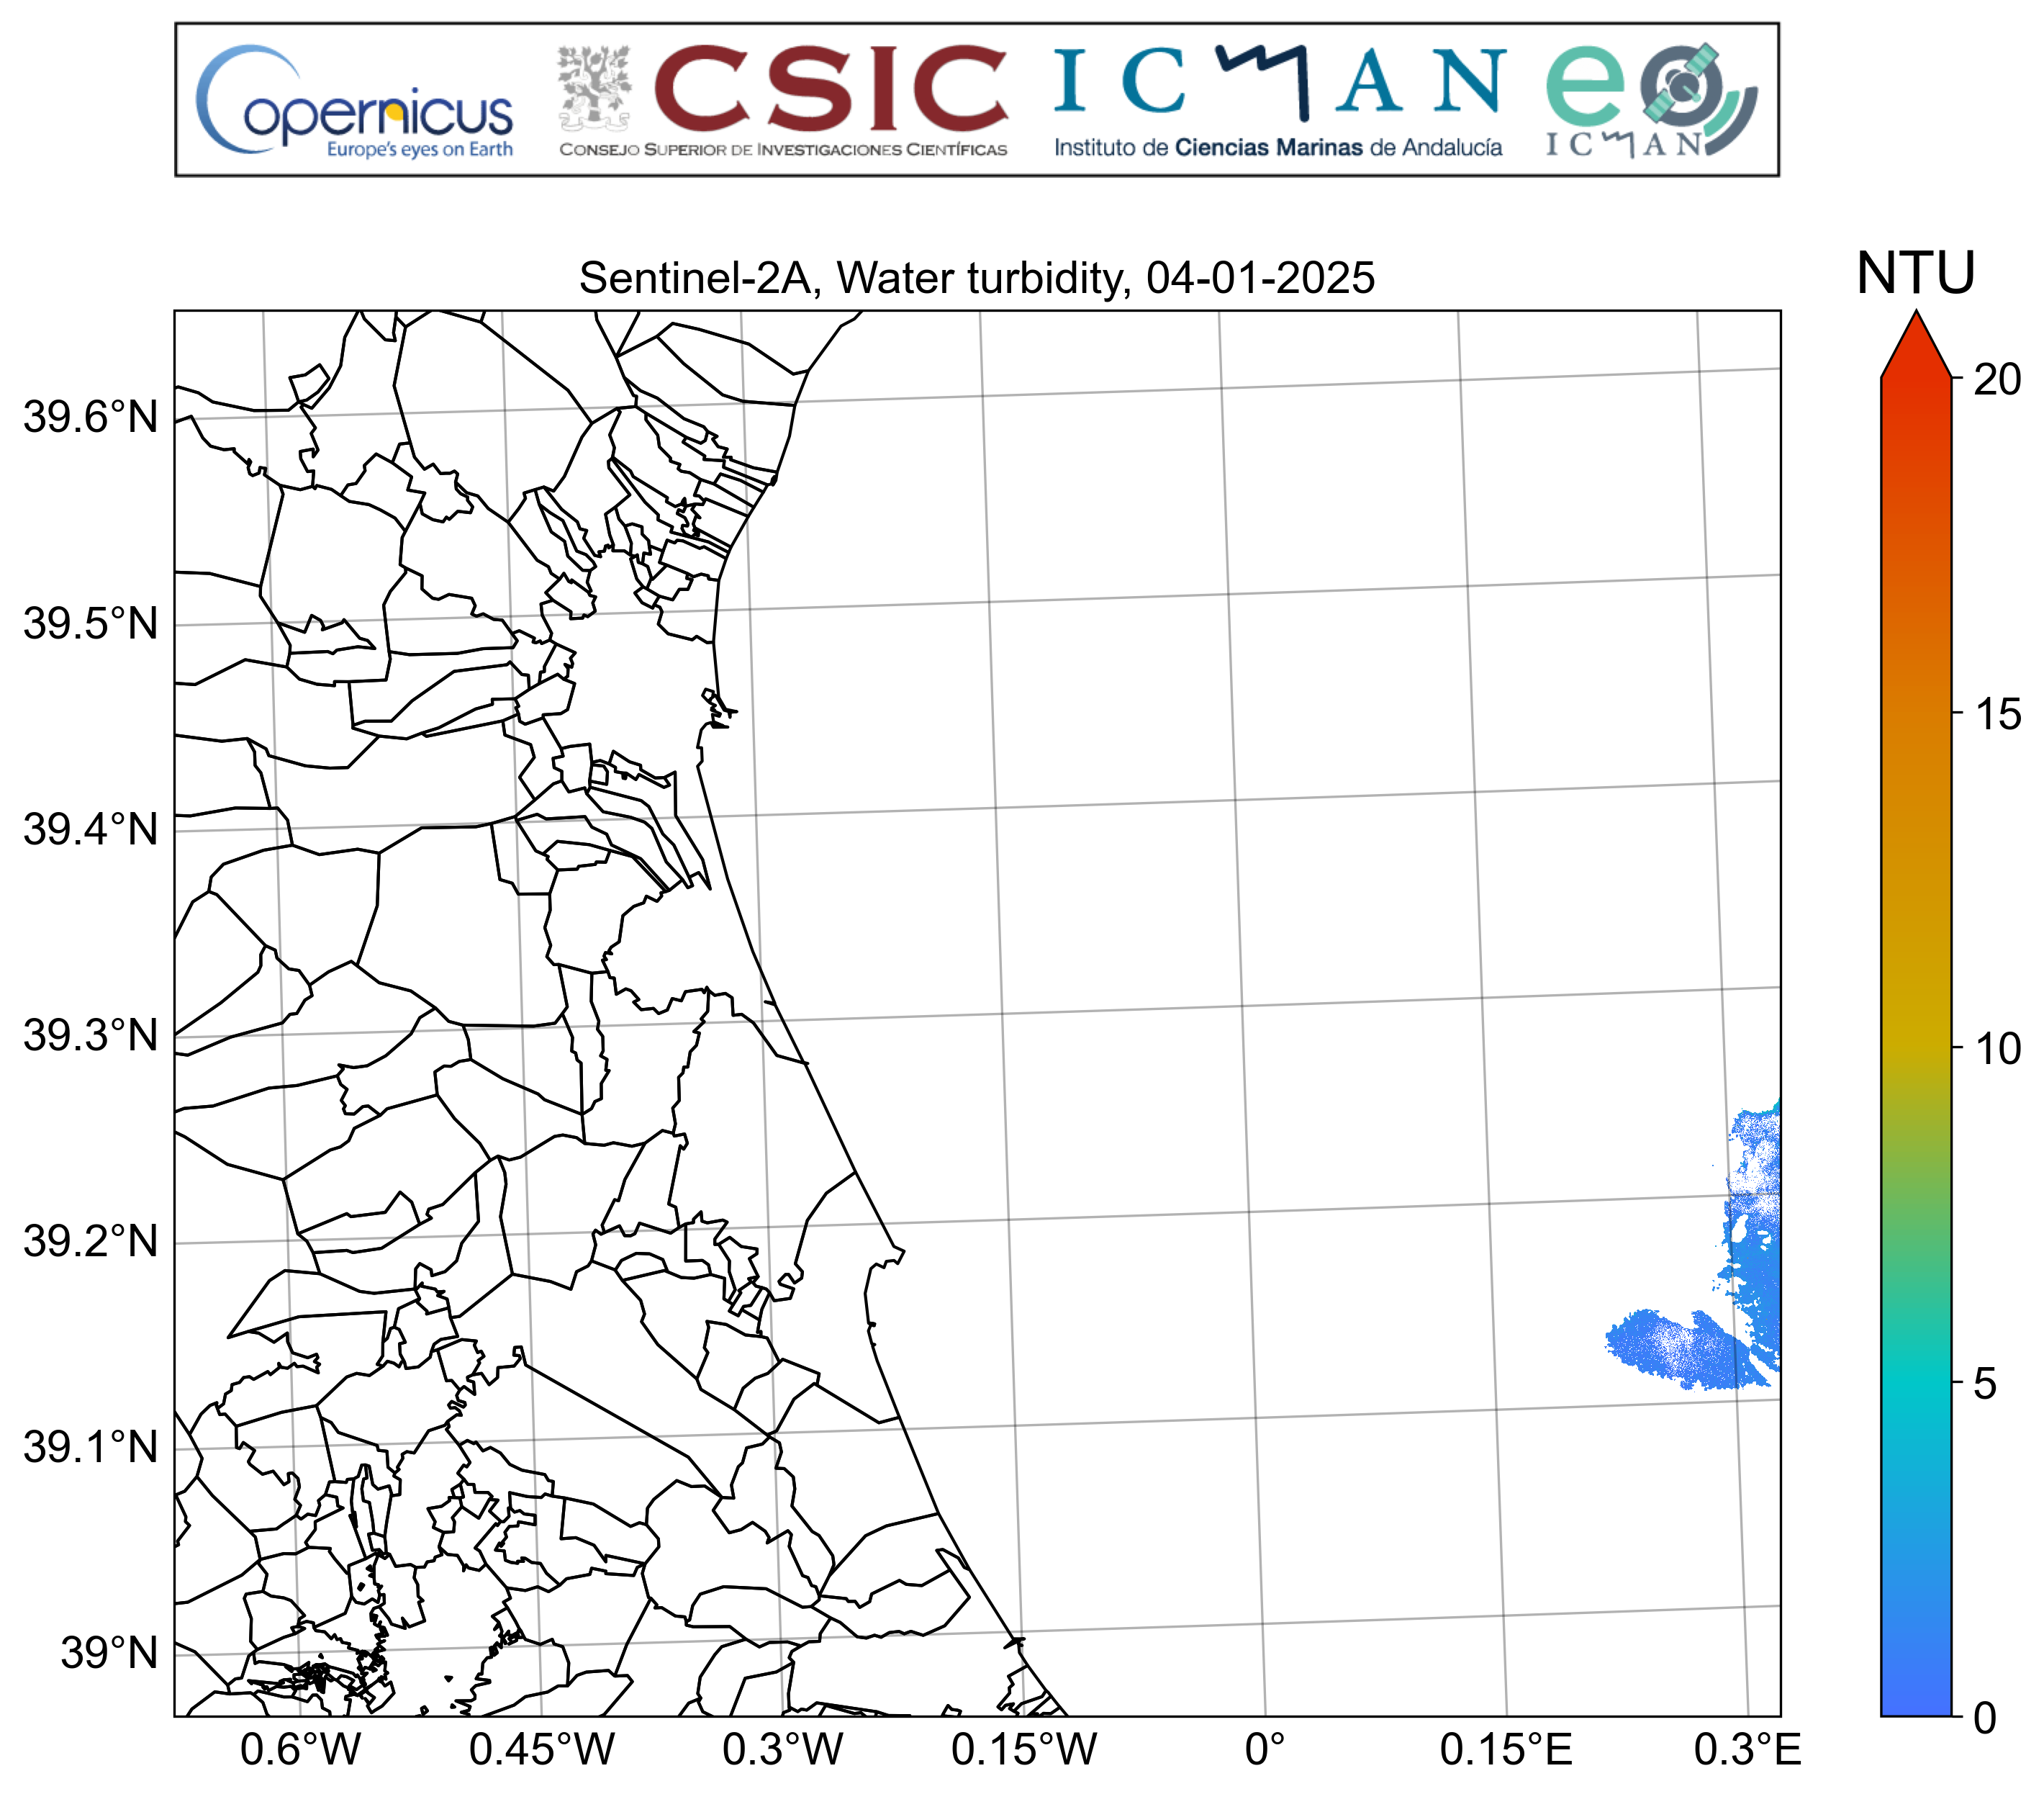 Copernicus
Europe's eyes on Earth
CSIC
CONSEJO SUPERIOR DE INVESTIGACIONES CIENTÍFICAS
ICMAN
Instituto de Ciencias Marinas de Andalucía
eo
ICMAN
Sentinel-2A, Water turbidity, 04-01-2025
NTU
20
15
10
5
0
39.6°N
39.5°N
39.4°N
39.3°N
39.2°N
39.1°N
39°N
0.6°W 0.45°W 0.3°W 0.15°W 0° 0.15°E 0.3°E